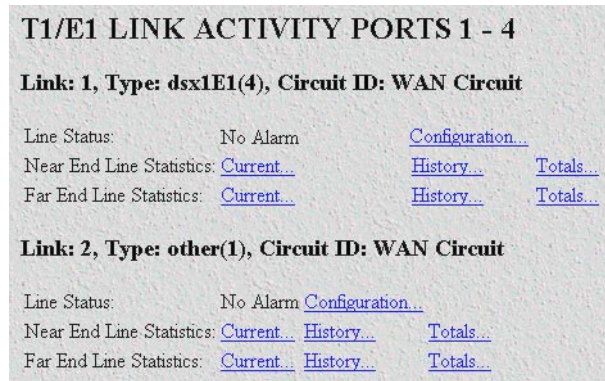 T1/E1 LINK ACTIVITY PORTS 1 - 4
Link: 1, Type: dsx1E1(4), Circuit ID: WAN Circuit
Line Status: No Alarm Configuration...
Near End Line Statistics: Current... History... Totals...
Far End Line Statistics: Current... History... Totals...
Link: 2, Type: other(1), Circuit ID: WAN Circuit
Line Status: No Alarm Configuration...
Near End Line Statistics: Current... History... Totals...
Far End Line Statistics: Current... History... Totals...